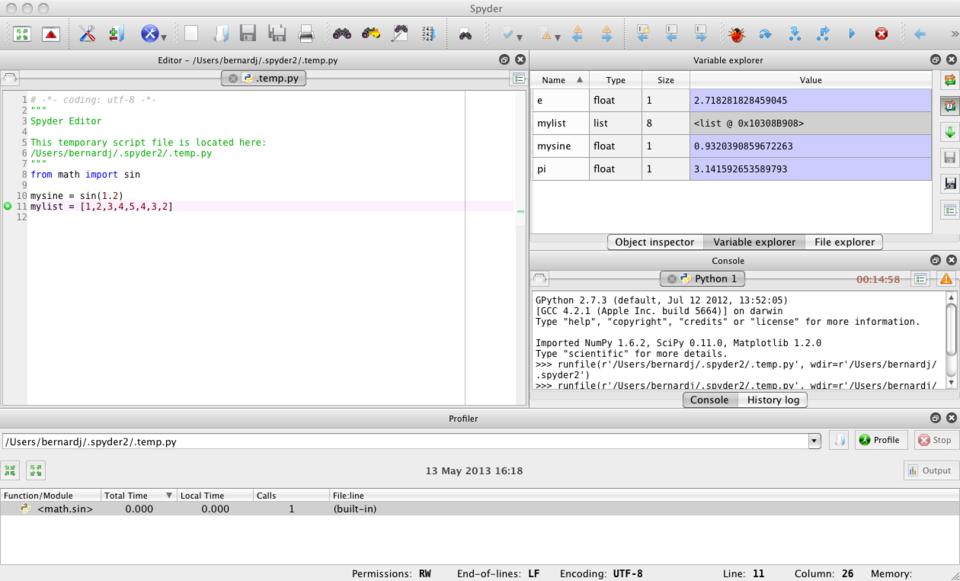 Spyder
Editor - /Users/bernardj/.spyder2/.temp.py
.temp.py
1 # -*- coding: utf-8 -*-
2 """
3 Spyder Editor
4
5 This temporary script file is located here:
6 /Users/bernardj/.spyder2/.temp.py
7 """
8 from math import sin
9
10 mysine = sin(1.2)
11 mylist = [1,2,3,4,5,4,3,2]
12
Variable explorer
Name Type Size Value
e float 1 2.718281828459045
mylist list 8 <list @ 0x10308B908>
mysine float 1 0.9320390859672263
pi float 1 3.141592653589793
Object inspector Variable explorer File explorer
Console
Python 1 00:14:58
GPython 2.7.3 (default, Jul 12 2012, 13:52:05)
[GCC 4.2.1 (Apple Inc. build 5664)] on darwin
Type "help", "copyright", "credits" or "license" for more information.
Imported NumPy 1.6.2, SciPy 0.11.0, Matplotlib 1.2.0
Type "scientific" for more details.
>>> runfile(r'/Users/bernardj/.spyder2/.temp.py', wdir=r'/Users/bernardj/
.spyder2')
>>> runfile(r'/Users/bernardj/.spyder2/.temp.py', wdir=r'/Users/bernardj/
Console History log
Profiler
/Users/bernardj/.spyder2/.temp.py Profile Stop
13 May 2013 16:18 Output
Function/Module Total Time Local Time Calls File:line
<math.sin> 0.000 0.000 1 (built-in)
Permissions: RW End-of-lines: LF Encoding: UTF-8 Line: 11 Column: 26 Memory: